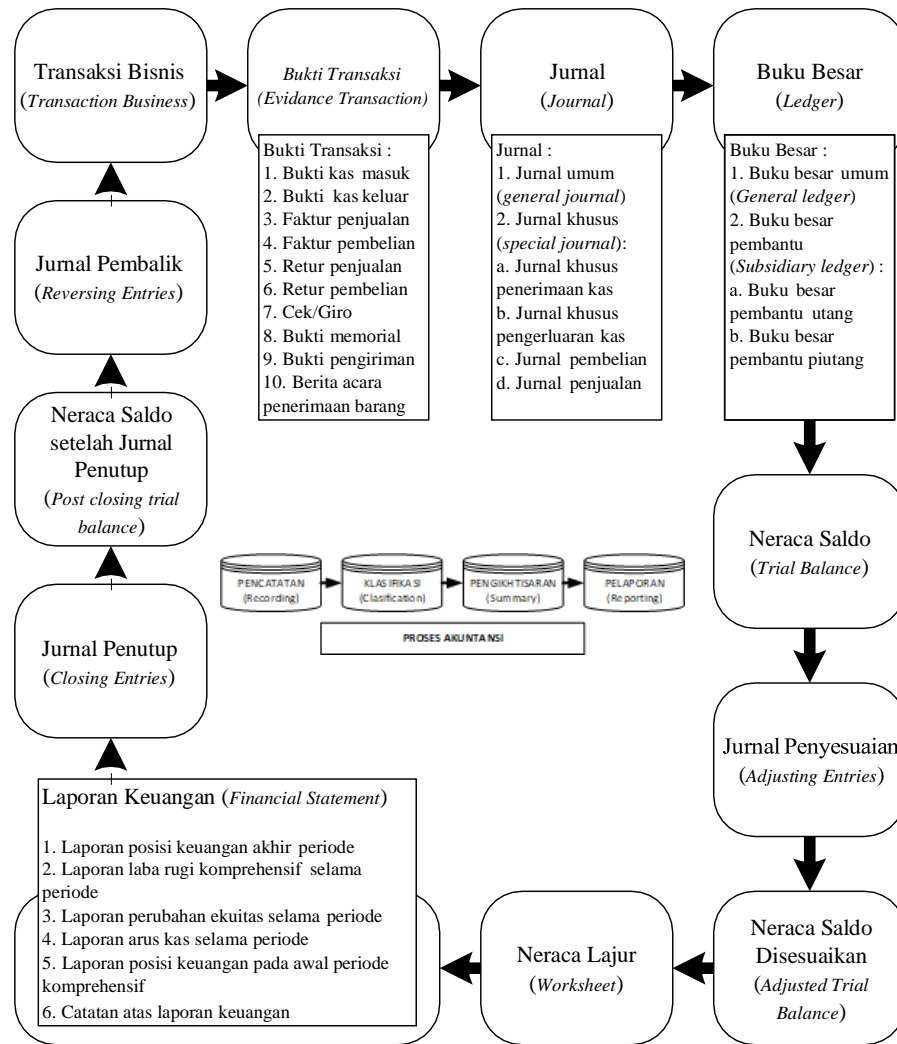 Transaksi Bisnis
(Transaction Business)
Bukti Transaksi
(Evidance Transaction)
Jurnal
(Journal)
Buku Besar
(Ledger)
Bukti Transaksi :
1. Bukti kas masuk
2. Bukti kas keluar
3. Faktur penjualan
4. Faktur pembelian
5. Retur penjualan
6. Retur pembelian
7. Cek/Giro
8. Bukti memorial
9. Bukti pengiriman
10. Berita acara
penerimaan barang
Jurnal :
1. Jurnal umum
(general journal)
2. Jurnal khusus
(special journal):
a. Jurnal khusus
penerimaan kas
b. Jurnal khusus
pengerluaran kas
c. Jurnal pembelian
d. Jurnal penjualan
Buku Besar :
1. Buku besar umum
(General ledger)
2. Buku besar
pembantu
(Subsidiary ledger) :
a. Buku besar
pembantu utang
b. Buku besar
pembantu piutang
Jurnal Pembalik
(Reversing Entries)
Neraca Saldo
setelah Jurnal
Penutup
(Post closing trial
balance)
Neraca Saldo
(Trial Balance)
PENCATATAN
(Recording)
KLASIFIKASI
(Clasification)
PENGIKHTISARAN
(Summary)
PELAPORAN
(Reporting)
PROSES AKUNTANSI
Jurnal Penutup
(Closing Entries)
Jurnal Penyesuaian
(Adjusting Entries)
Laporan Keuangan (Financial Statement)
1. Laporan posisi keuangan akhir periode
2. Laporan laba rugi komprehensif selama
periode
3. Laporan perubahan ekuitas selama periode
4. Laporan arus kas selama periode
5. Laporan posisi keuangan pada awal periode
komprehensif
6. Catatan atas laporan keuangan
Neraca Lajur
(Worksheet)
Neraca Saldo
Disesuaikan
(Adjusted Trial
Balance)